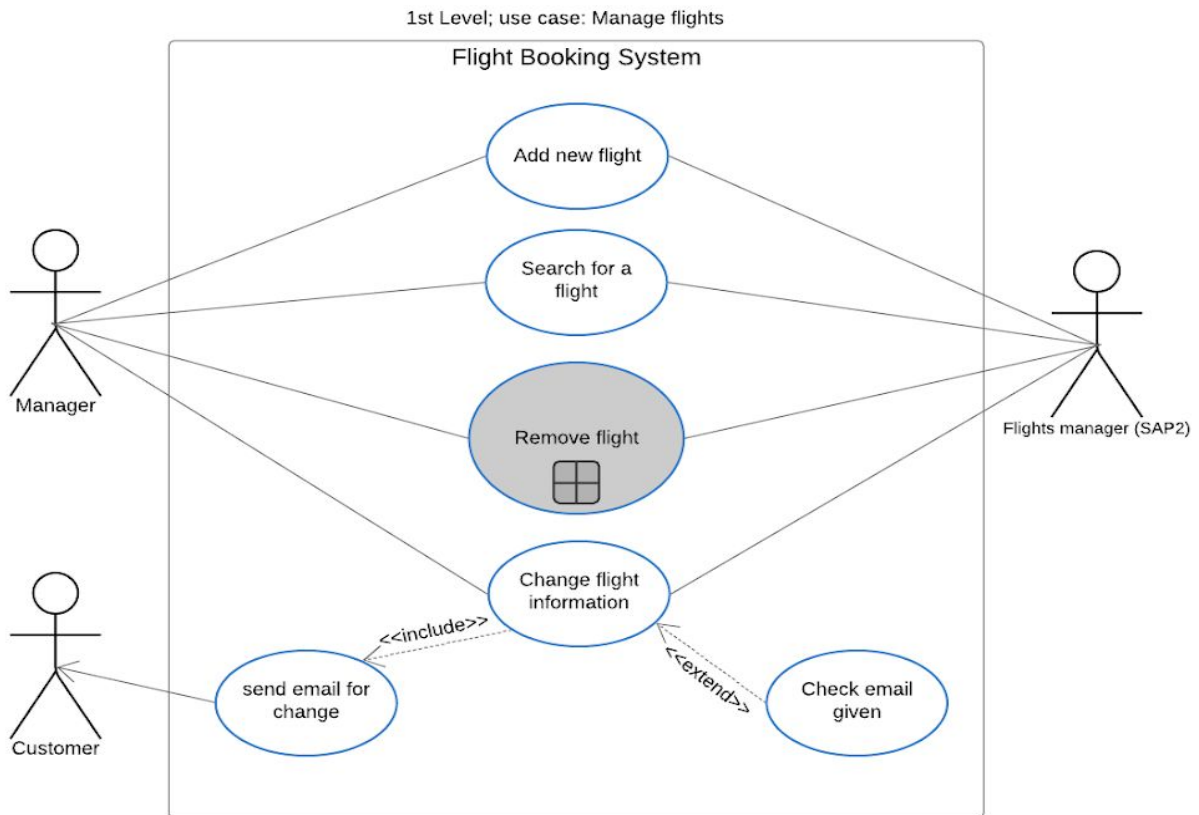 1st Level; use case: Manage flights
Flight Booking System
Add new flight
Search for a
flight
Manager
Remove flight
Flights manager (SAP2)
Change flight
information
<<include>>
<<extend>>
send email for
change
Check email
given
Customer